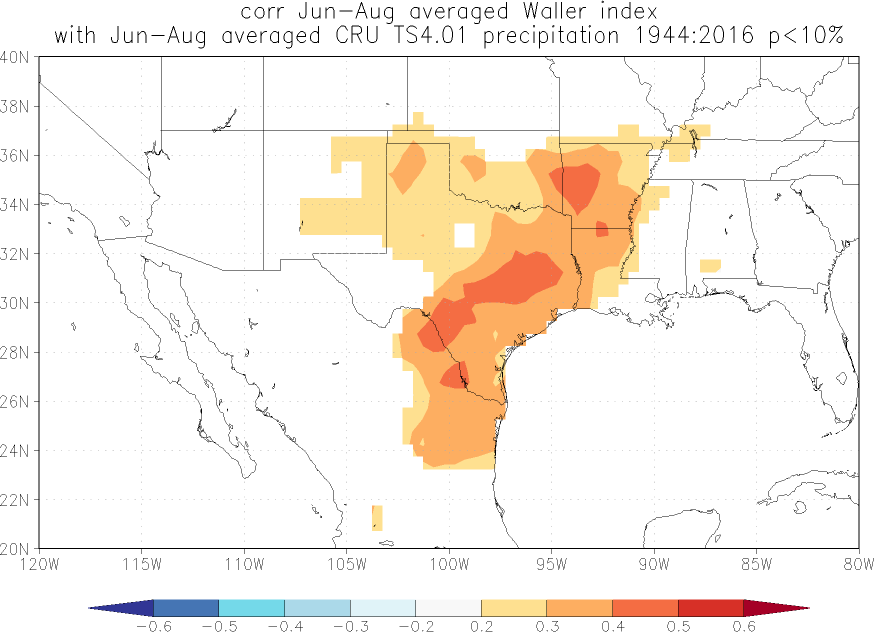 corr Jun-Aug averaged Waller index
with Jun-Aug averaged CRU TS4.01 precipitation 1944:2016 p<10%
40N
38N
36N
34N
32N
30N
28N
26N
24N
22N
20N
120W 115W 110W 105W 100W 95W 90W 85W 80W
-0.6 -0.5 -0.4 -0.3 -0.2 0.2 0.3 0.4 0.5 0.6